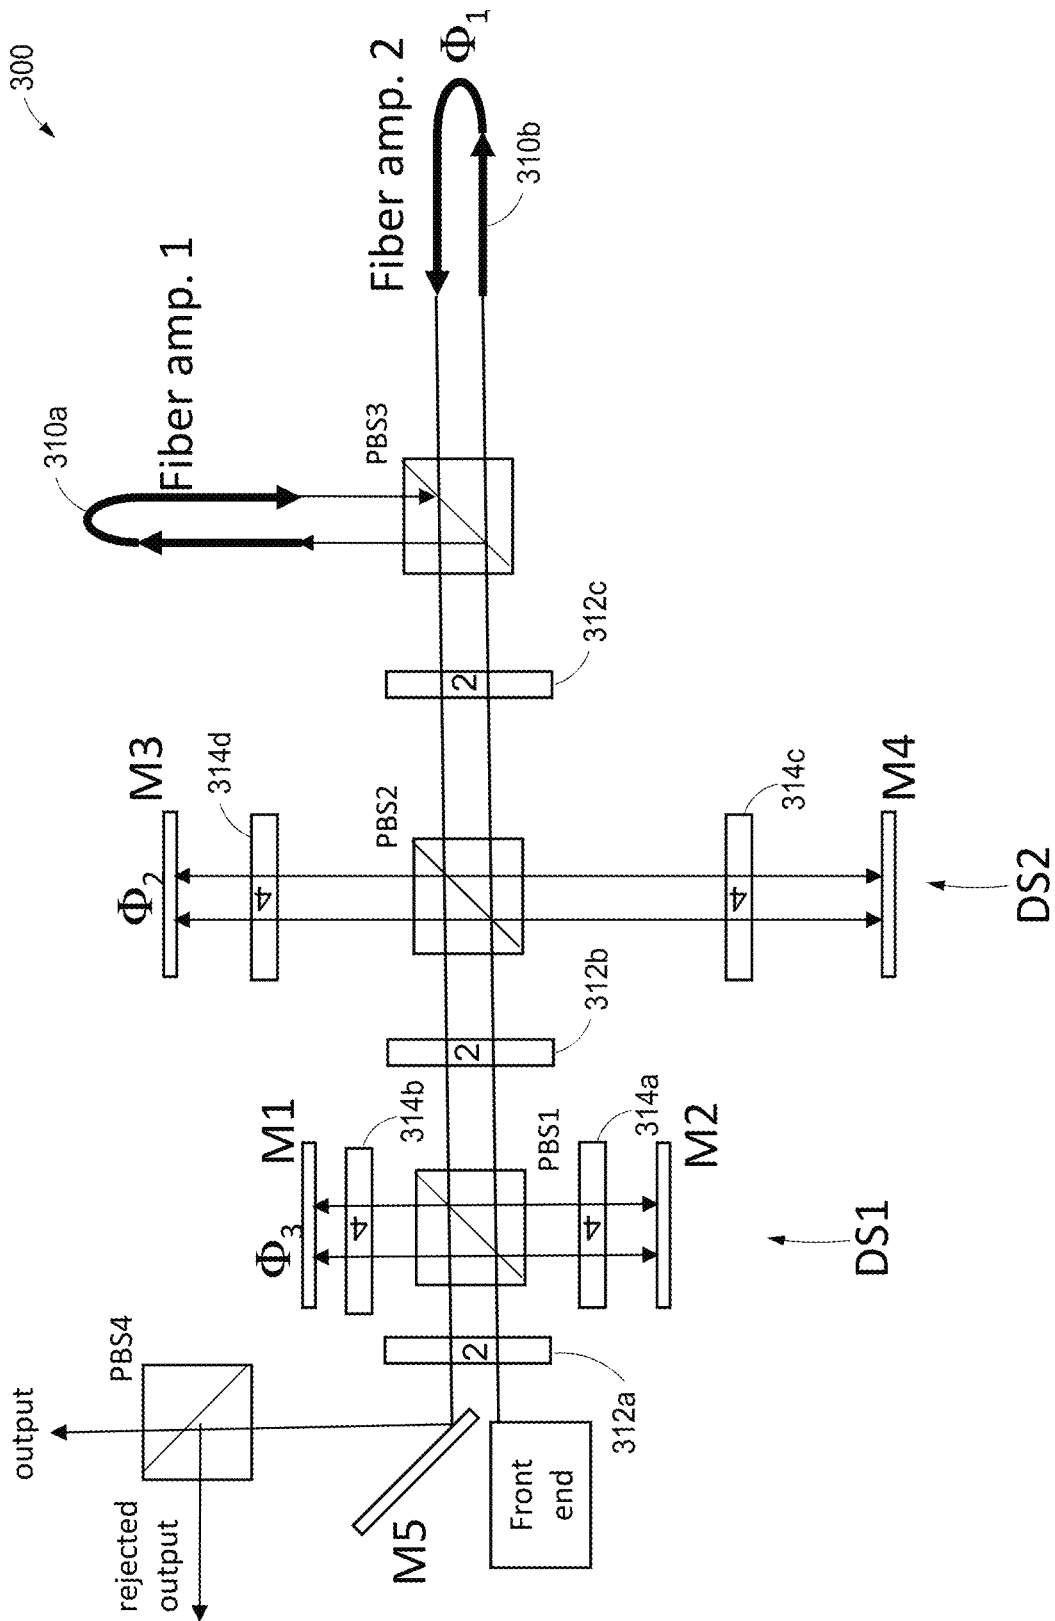 300
output
310a
rejected
output
PBS4
Φ2
M3
Fiber amp. 1
314d
4
Φ3
M1
4
314b
PBS2
PBS3
Fiber amp. 2
Φ1
M5
2
2
2
Front
end
310b
PBS1
4
312a
312b
312c
314a
M2
4
314c
M4
DS1
DS2